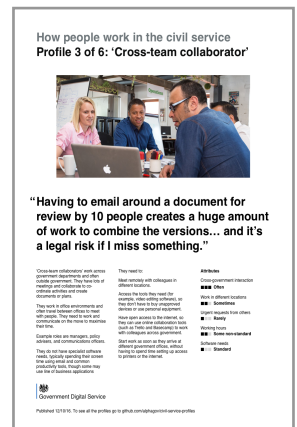 How people work in the civil service
Profile 3 of 6: ‘Cross-team collaborator’
“Having to email around a document for
review by 10 people creates a huge amount
of work to combine the versions… and it’s
a legal risk if I miss something.”
‘Cross-team collaborators’ work across
government departments and often
outside government. They have lots of
meetings and collaborate to co-
ordinate activities and create
documents or plans.
They work in office environments and
often travel between offices to meet
with people. They need to work and
communicate on the move to maximise
their time.
Example roles are managers, policy
advisers, and communications officers.
They do not have specialist software
needs, typically spending their screen
time using email and common
productivity tools, though some may
use line of business applications
They need to:
Meet remotely with colleagues in
different locations.
Access the tools they need (for
example, video editing software), so
they don’t have to buy unapproved
devices or use personal equipment.
Have open access to the internet, so
they can use online collaboration tools
(such as Trello and Basecamp) to work
with colleagues across different
organisations.
Start work as soon as they arrive at
different government offices, without
having to spend time setting up access
to printers or the internet.
Attributes
Cross-government interaction
Often
Work in different locations
Sometimes
Urgent requests from others
Rarely
Working hours
Some non-standard
Software needs
Standard
Government Digital Service
Published 12/10/16. To see all the profiles go to github.com/alphagov/civil-service-profiles